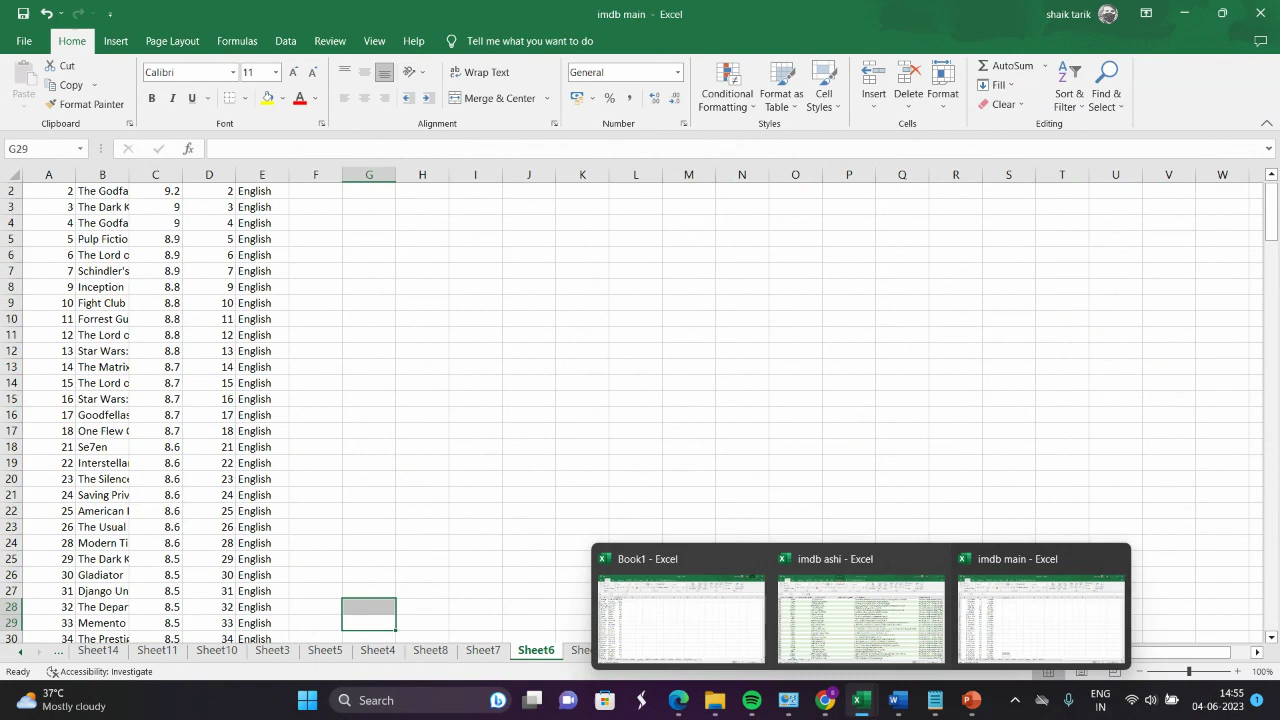 imdb main - Excel
shaik tarik
File Home Insert Page Layout Formulas Data Review View Help Tell me what you want to do
Cut
Copy
Format Painter
Paste
Clipboard
Calibri 11
B I U
Font
Wrap Text
Merge & Center
Alignment
General
Number
Conditional Formatting
Format as Table
Cell Styles
Styles
Insert
Delete
Format
Cells
AutoSum
Fill
Clear
Sort & Filter
Find & Select
Editing
G29 fx
A B C D E F G H I J K L M N O P Q R S T U V W
2 2 The Godfa 9.2 2 English
3 3 The Dark K 9 3 English
4 4 The Godfa 9 4 English
5 5 Pulp Fictio 8.9 5 English
6 6 The Lord o 8.9 6 English
7 7 Schindler's 8.9 7 English
8 9 Inception 8.8 9 English
9 10 Fight Club 8.8 10 English
10 11 Forrest Gu 8.8 11 English
11 12 The Lord o 8.8 12 English
12 13 Star Wars: 8.8 13 English
13 14 The Matrix 8.7 14 English
14 15 The Lord o 8.7 15 English
15 16 Star Wars: 8.7 16 English
16 17 Goodfellas 8.7 17 English
17 18 One Flew C 8.7 18 English
18 21 Se7en 8.6 21 English
19 22 Interstellar 8.6 22 English
20 23 The Silence 8.6 23 English
21 24 Saving Priv 8.6 24 English
22 25 American 8.6 25 English
23 26 The Usual 8.6 26 English
24 28 Modern Ti 8.6 28 English
25 29 The Dark K 8.5 29 English
26 30 Gladiator 8.5 30 English
27 31 Django Un 8.5 31 English
28 32 The Depar 8.5 32 English
29 33 Memento 8.5 33 English
30 34 The Prestig 8.5 34 English
Book1 - Excel
imdb ashi - Excel
imdb main - Excel
Sheet3 Sheet5 Sheet4 Sheet16 Sheet7 Sheet6
Ready Accessibility: Investigate
100%
37°C
Mostly cloudy
Search
ENG
IN
14:55
04-06-2023
1